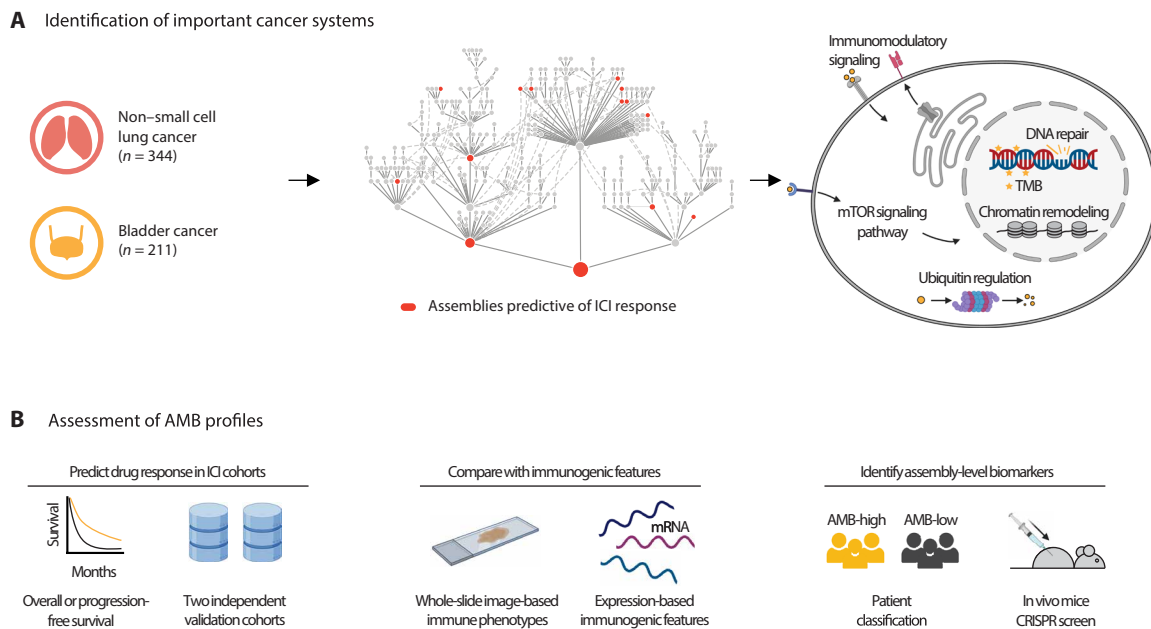 A Identification of important cancer systems
Non–small cell
lung cancer
(n = 344)
Bladder cancer
(n = 211)
Assemblies predictive of ICI response
Immunomodulatory
signaling
DNA repair
TMB
mTOR signaling
pathway
Chromatin remodeling
Ubiquitin regulation
B Assessment of AMB profiles
Predict drug response in ICI cohorts
Survival
Months
Overall or progression-
free survival
Two independent
validation cohorts
Compare with immunogenic features
mRNA
Whole-slide image-based
immune phenotypes
Expression-based
immunogenic features
Identify assembly-level biomarkers
AMB-high
AMB-low
Patient
classification
In vivo mice
CRISPR screen